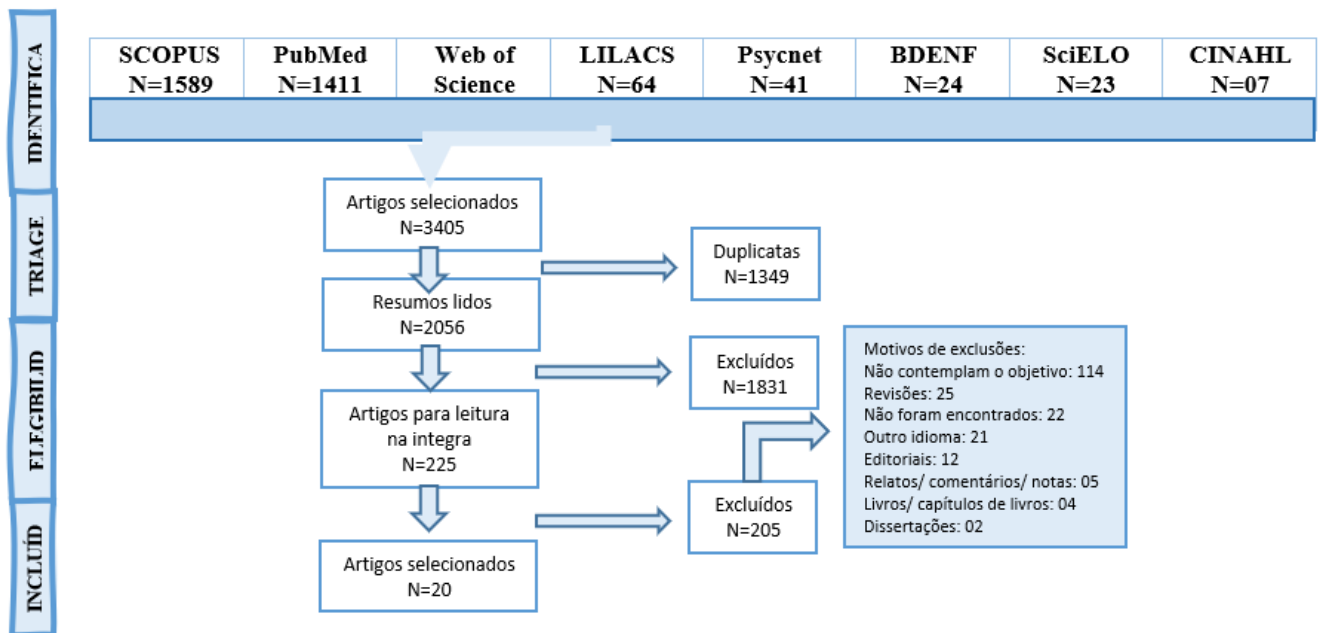 IDENTIFICA
SCOPUS
N=1589
PubMed
N=1411
Web of
Science
LILACS
N=64
Psycnet
N=41
BDENF
N=24
SciELO
N=23
CINAHL
N=07
TRIAGE
Artigos selecionados
N=3405
Duplicatas
N=1349
Resumos lidos
N=2056
ELEGIBILID
Excluídos
N=1831
Artigos para leitura
na integra
N=225
Excluídos
N=205
Motivos de exclusões:
Não contemplam o objetivo: 114
Revisões: 25
Não foram encontrados: 22
Outro idioma: 21
Editoriais: 12
Relatos/ comentários/ notas: 05
Livros/ capítulos de livros: 04
Dissertações: 02
INCLUÍD
Artigos selecionados
N=20